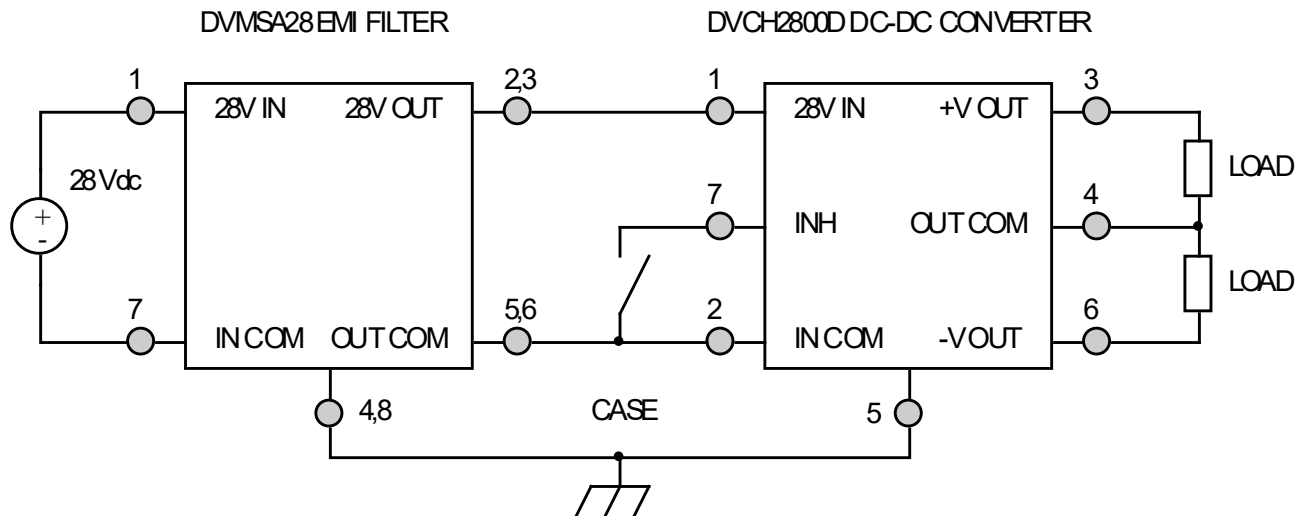 DVMSA28 EMI FILTER
DVCH2800D DC-DC CONVERTER
1
2,3
1
3
28V IN
28V OUT
28V IN
+V OUT
LOAD
28 Vdc
7
4
+
-
INH
OUT COM
LOAD
7
5,6
2
6
IN COM
OUT COM
IN COM
-V OUT
4,8
CASE
5